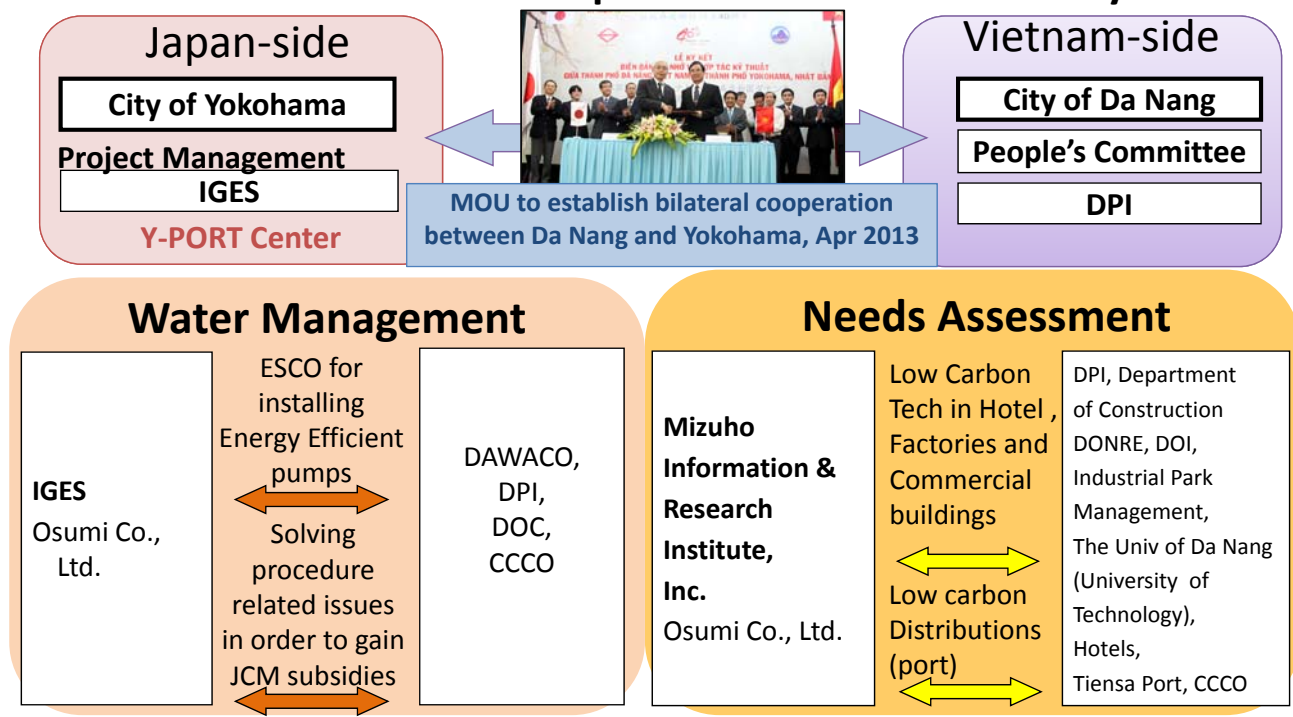 Japan-side
City of Yokohama
Project Management
IGES
Y-PORT Center
LỄ KÝ KẾT
MOU to establish bilateral cooperation
between Da Nang and Yokohama, Apr 2013
Vietnam-side
City of Da Nang
People's Committee
DPI
Water Management
IGES
Osumi Co.,
Ltd.
ESCO for
installing
Energy Efficient
pumps
Solving
procedure
related issues
in order to gain
JCM subsidies
DAWACO,
DPI,
DOC,
CCCO
Needs Assessment
Mizuho
Information &
Research
Institute,
Inc.
Osumi Co., Ltd.
Low Carbon
Tech in Hotel ,
Factories and
Commercial
buildings
Low carbon
Distributions
(port)
DPI, Department
of Construction
DONRE, DOI,
Industrial Park
Management,
The Univ of Da Nang
(University of
Technology),
Hotels,
Tiensa Port, CCCO